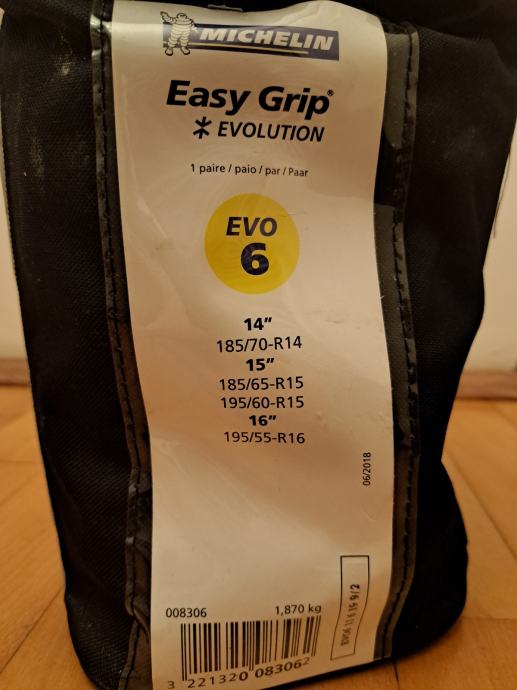 MICHELIN
Easy Grip®
EVOLUTION
1 paire / paio / par / Paar
EVO
6
14"
185/70-R14
15"
185/65-R15
195/60-R15
16"
195/55-R16
06/2018
008306 1,870 kg
3 221320 083062